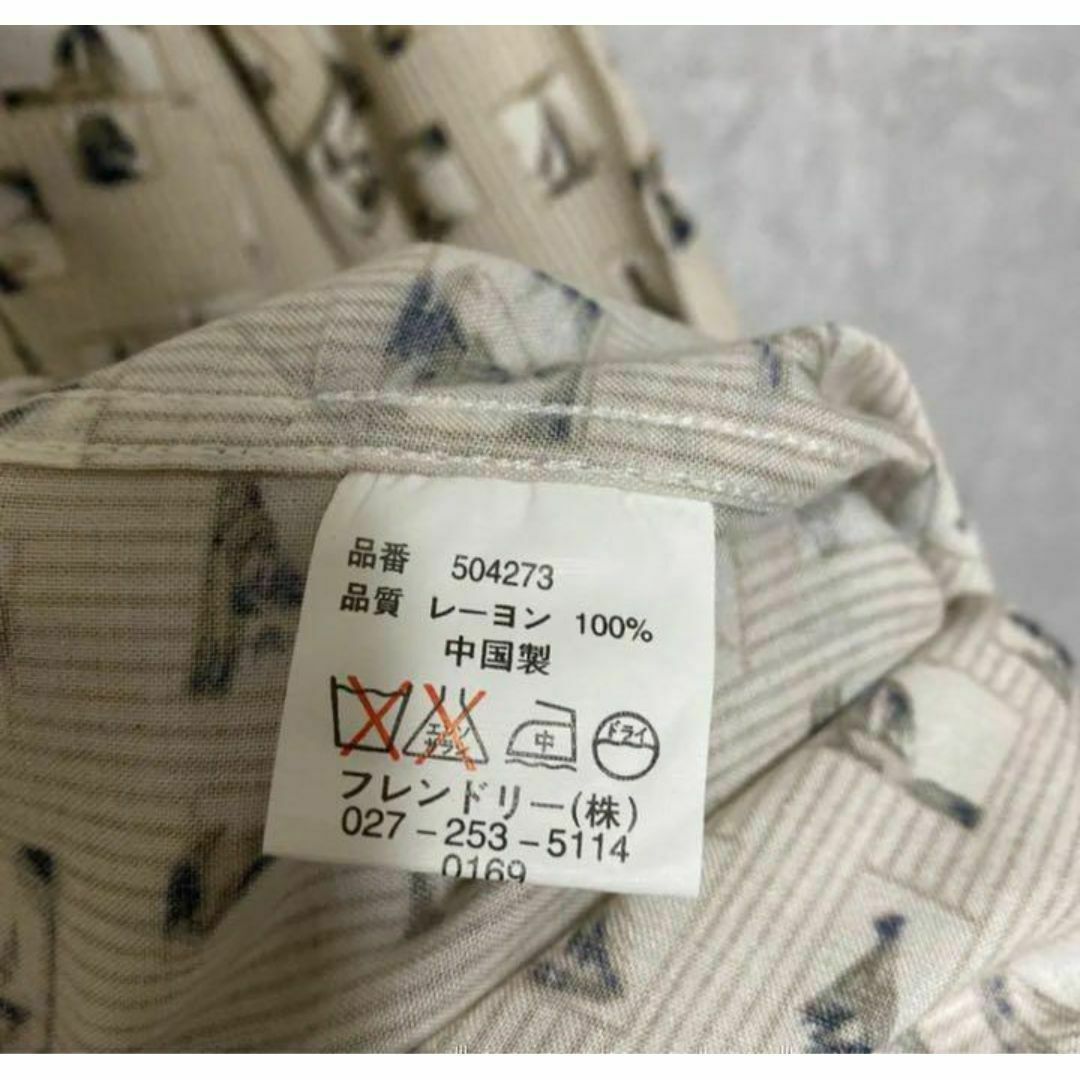 品番 504273
品質 レーヨン 100%
中国製
エンソ
サラシ
中
ドライ
フレンドリー(株)
027-253-5114
0169